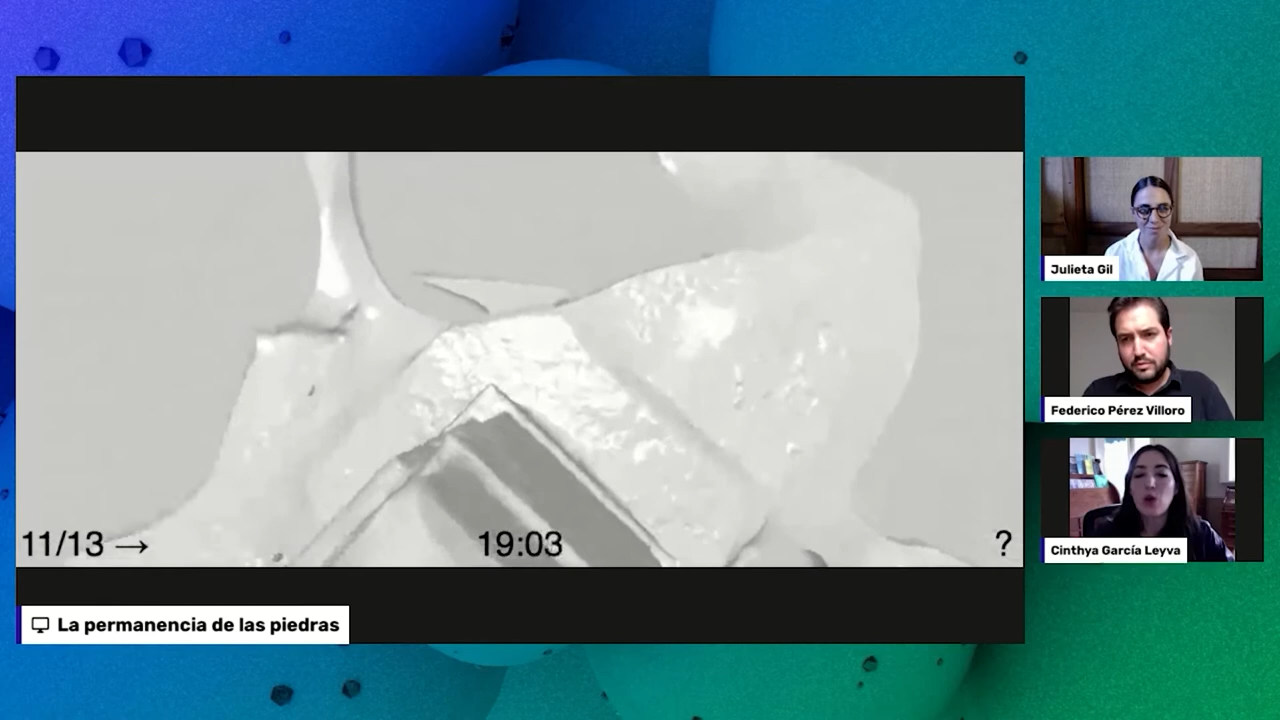 11/13 → 19:03 ?
La permanencia de las piedras
Julieta Gil
Federico Pérez Villoro
Cinthya García Leyva